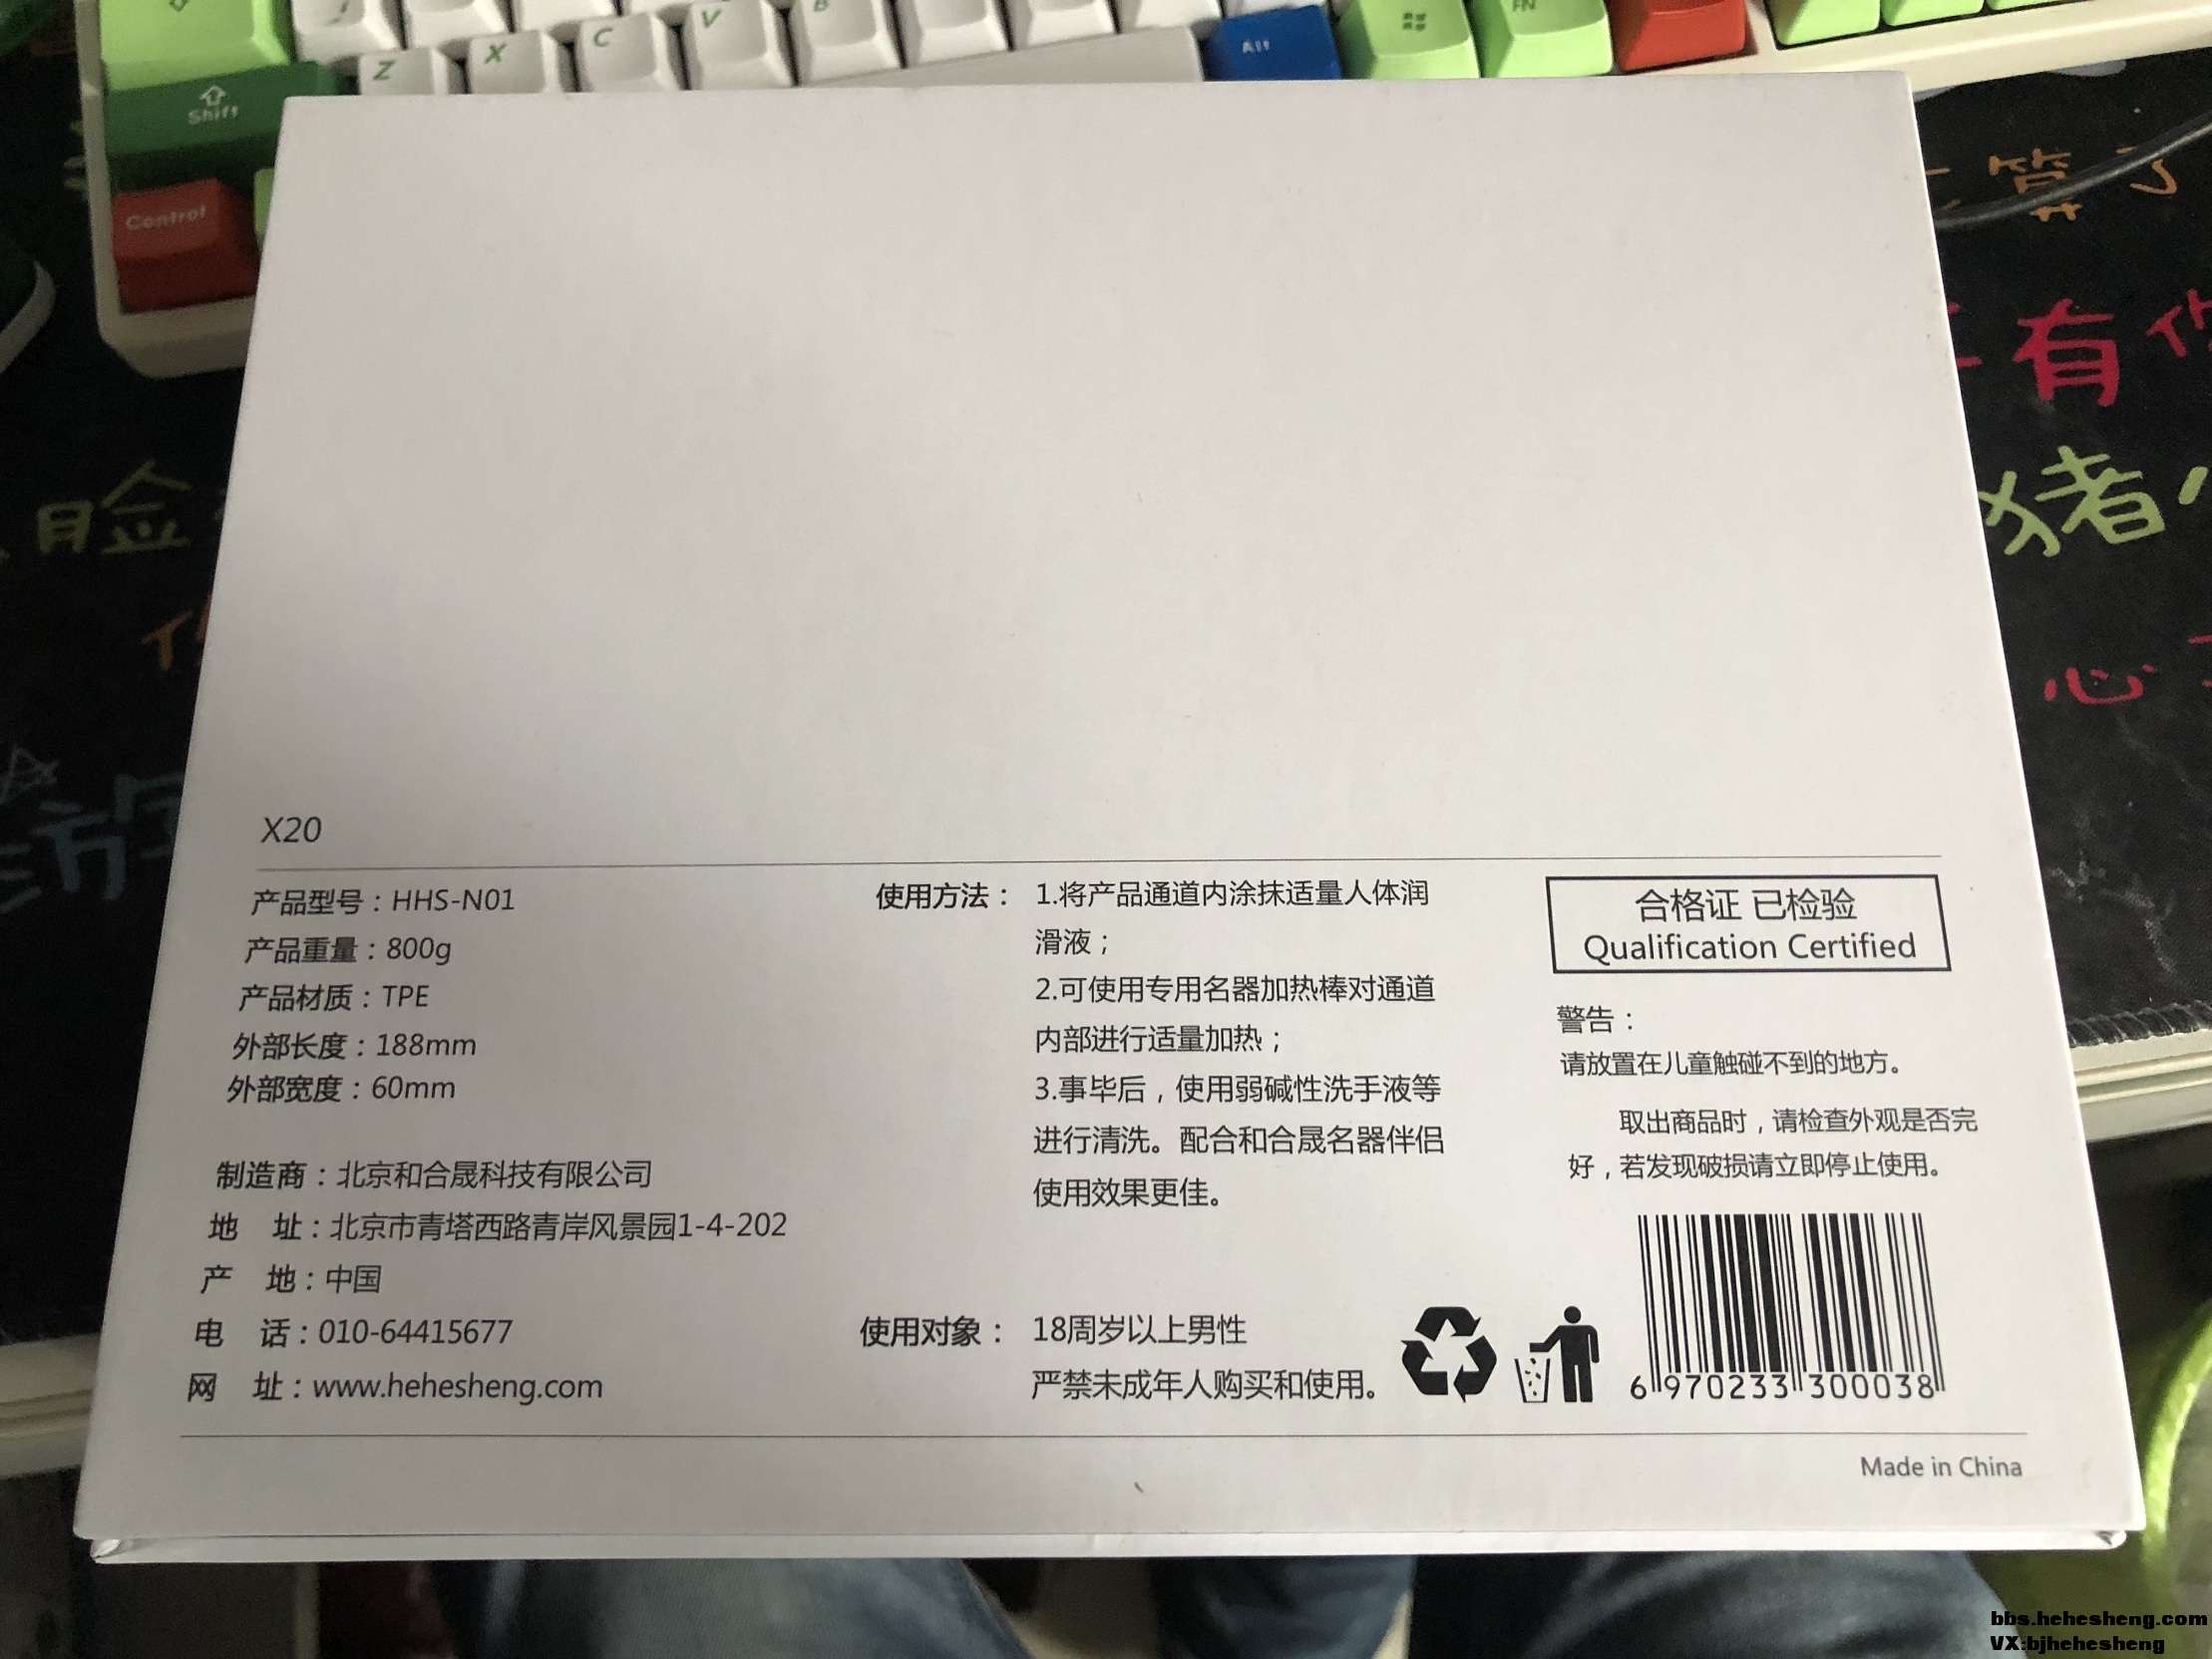 Z
X
C
V
B
Alt
FN
Shift
Control
算了
有你
脸
猪
心
X20
产品型号：HHS-N01
产品重量：800g
产品材质：TPE
外部长度：188mm
外部宽度：60mm
制造商：北京和合晟科技有限公司
地 址：北京市青塔西路青岸风景园1-4-202
产 地：中国
电 话：010-64415677
网 址：www.hehesheng.com
使用方法： 1.将产品通道内涂抹适量人体润
滑液；
2.可使用专用名器加热棒对通道
内部进行适量加热；
3.事毕后，使用弱碱性洗手液等
进行清洗。配合和合晟名器伴侣
使用效果更佳。
使用对象： 18周岁以上男性
严禁未成年人购买和使用。
合格证 已检验
Qualification Certified
警告：
请放置在儿童触碰不到的地方。
取出商品时，请检查外观是否完
好，若发现破损请立即停止使用。
6 970233 300038
Made in China
bbs.hehesheng.com
VX:bjhehesheng